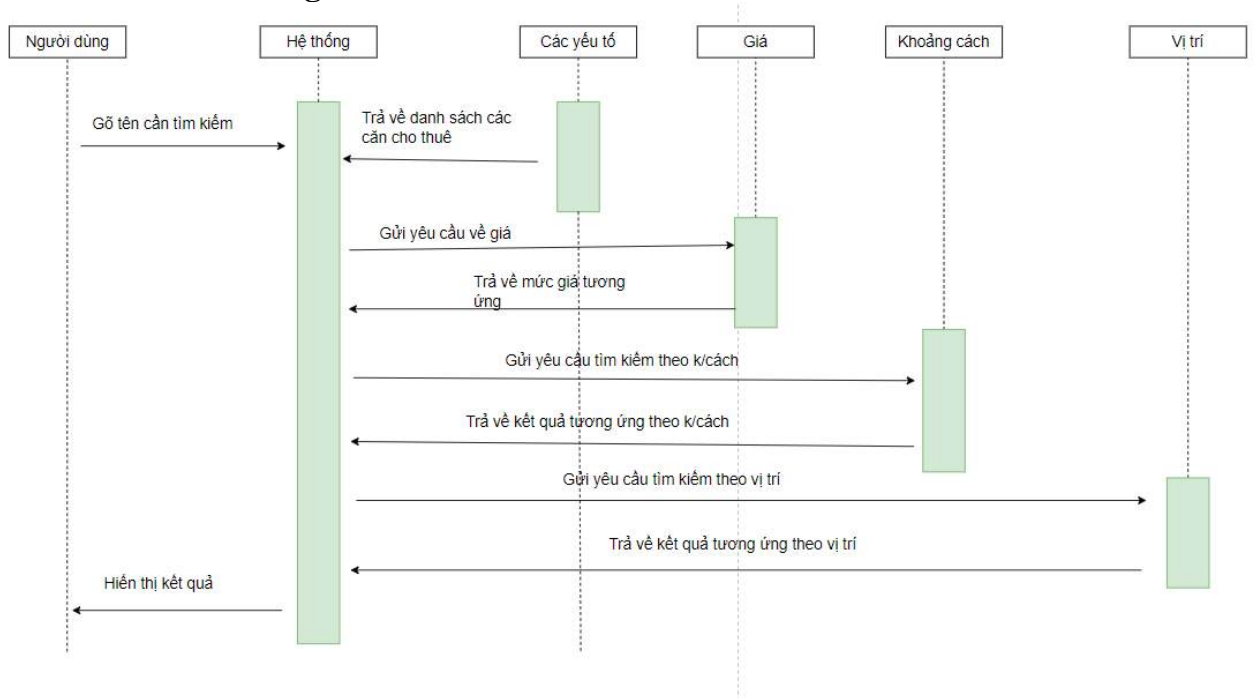 Người dùng
Hệ thống
Các yếu tố
Giá
Khoảng cách
Vị trí
Gõ tên cần tìm kiếm
Trả về danh sách các
căn cho thuê
Gửi yêu cầu về giá
Trả về mức giá tương
ứng
Gửi yêu cầu tìm kiếm theo k/cách
Trả về kết quả tương ứng theo k/cách
Gửi yêu cầu tìm kiếm theo vị trí
Trả về kết quả tương ứng theo vị trí
Hiển thị kết quả